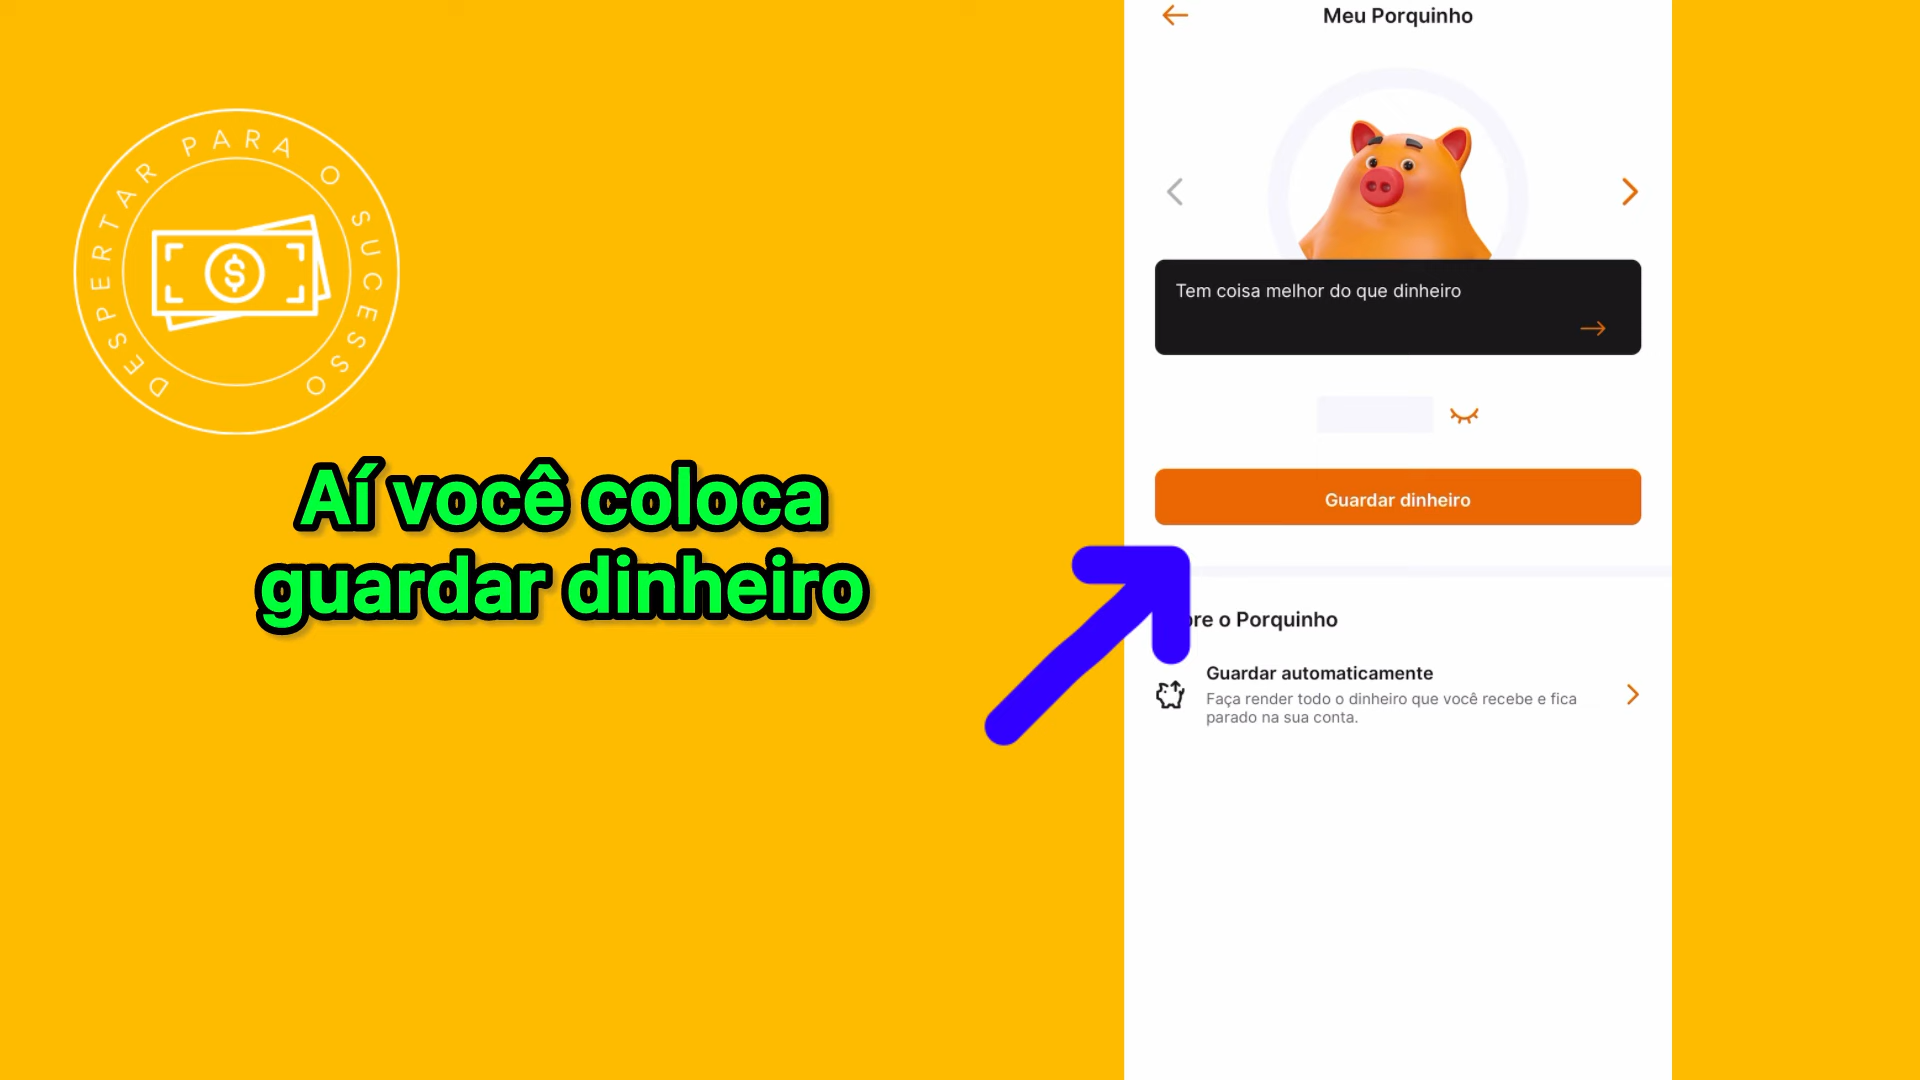 DESPERTAR PARA O SUCESSO
$
Aí você coloca
guardar dinheiro
Meu Porquinho
Tem coisa melhor do que dinheiro
Guardar dinheiro
re o Porquinho
Guardar automaticamente
Faça render todo o dinheiro que você recebe e fica
parado na sua conta.